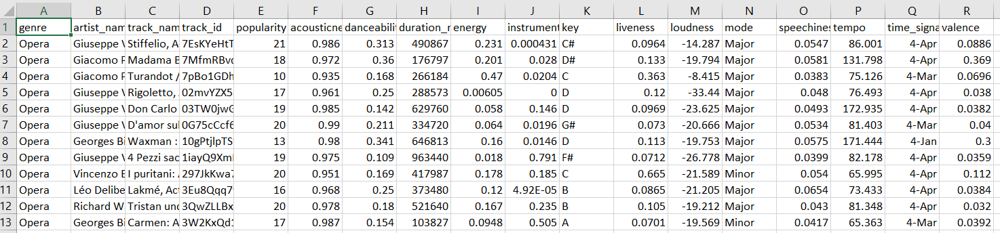 A B C D E F G H I J K L M N O P Q R
1 genre artist_nam track_nam track_id popularity acousticne danceabilit duration_r energy instrument key liveness loudness mode speechines tempo time_signa valence
2 Opera Giuseppe V Stiffelio, A 7EsKYeHtT 21 0.986 0.313 490867 0.231 0.000431 C# 0.0964 -14.287 Major 0.0547 86.001 4-Apr 0.0886
3 Opera Giacomo P Madama B 7MfmRBvc 18 0.972 0.36 176797 0.201 0.028 D# 0.133 -19.794 Major 0.0581 131.798 4-Apr 0.369
4 Opera Giacomo P Turandot / 7pBo1GDh 10 0.935 0.168 266184 0.47 0.0204 C 0.363 -8.415 Major 0.0383 75.126 4-Mar 0.0696
5 Opera Giuseppe V Rigoletto, 02mvYZX5 17 0.961 0.25 288573 0.00605 0 D 0.12 -33.44 Major 0.048 76.493 4-Apr 0.038
6 Opera Giuseppe V Don Carlo 03TW0jwG 19 0.985 0.142 629760 0.058 0.146 D 0.0969 -23.625 Major 0.0493 172.935 4-Apr 0.0382
7 Opera Giuseppe V D'amor sul 0G75cCcf6 20 0.99 0.211 334720 0.064 0.0196 G# 0.073 -20.666 Major 0.0534 81.403 4-Mar 0.04
8 Opera Georges Bi Waxman : 10gPtjlpTS 13 0.98 0.341 646813 0.16 0.0146 D 0.113 -19.753 Major 0.0575 171.444 4-Jan 0.3
9 Opera Giuseppe V 4 Pezzi sac 1iayQ9Xm 19 0.975 0.109 963440 0.018 0.791 F# 0.0712 -26.778 Major 0.0399 82.178 4-Apr 0.0359
10 Opera Vincenzo B I puritani: 297JkKwa7 20 0.951 0.169 417987 0.178 0.185 C 0.665 -21.589 Minor 0.054 65.995 4-Apr 0.112
11 Opera Léo Delibe Lakmé, Act 3Eu8Qqq7 16 0.968 0.25 373480 0.12 4.92E-05 B 0.0865 -21.205 Major 0.0654 73.433 4-Apr 0.0384
12 Opera Richard W Tristan unc 3QwZLLBx 20 0.978 0.18 521640 0.167 0.235 B 0.105 -19.212 Major 0.043 81.348 4-Apr 0.032
13 Opera Georges Bi Carmen: A 3W2KxQd1 17 0.987 0.154 103827 0.0948 0.505 A 0.0701 -19.569 Minor 0.0417 65.363 4-Mar 0.0392